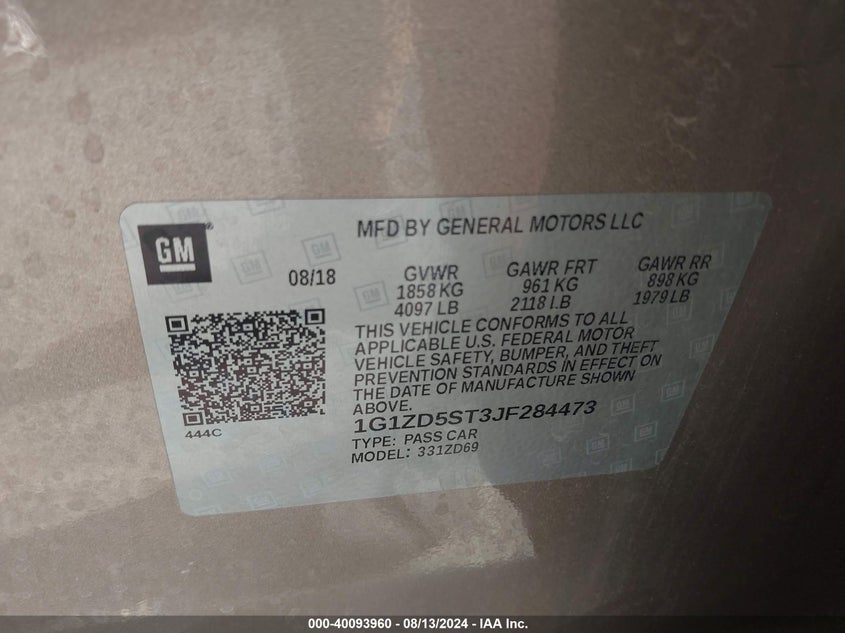 GM
MFD BY GENERAL MOTORS LLC
08/18
GVWR
1858 KG
4097 LB
GAWR FRT
961 KG
2118 LB
GAWR RR
898 KG
1979 LB
THIS VEHICLE CONFORMS TO ALL
APPLICABLE U.S. FEDERAL MOTOR
VEHICLE SAFETY, BUMPER, AND THEFT
PREVENTION STANDARDS IN EFFECT ON
THE DATE OF MANUFACTURE SHOWN
ABOVE.
444C
1G1ZD5ST3JF284473
TYPE: PASS CAR
MODEL: 331ZD69
000-40093960 - 08/13/2024 - IAA Inc.